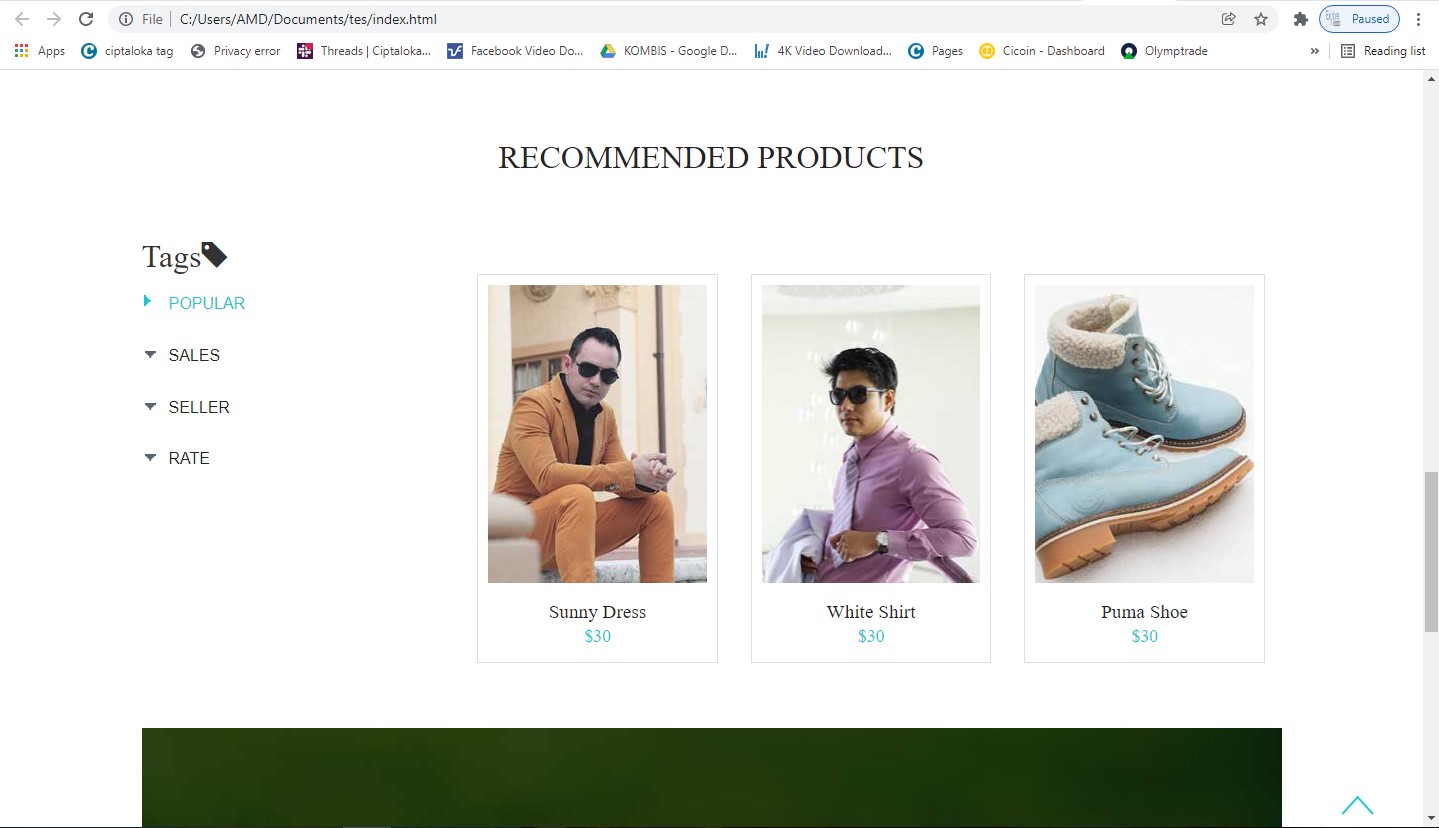 File C:/Users/AMD/Documents/tes/index.html Paused
Apps ciptaloka tag Privacy error Threads | Ciptaloka... Facebook Video Do... KOMBIS - Google D... 4K Video Download... Pages Cicoin - Dashboard Olymptrade » Reading list
RECOMMENDED PRODUCTS
Tags
POPULAR
SALES
SELLER
RATE
Sunny Dress
$30
White Shirt
$30
Puma Shoe
$30